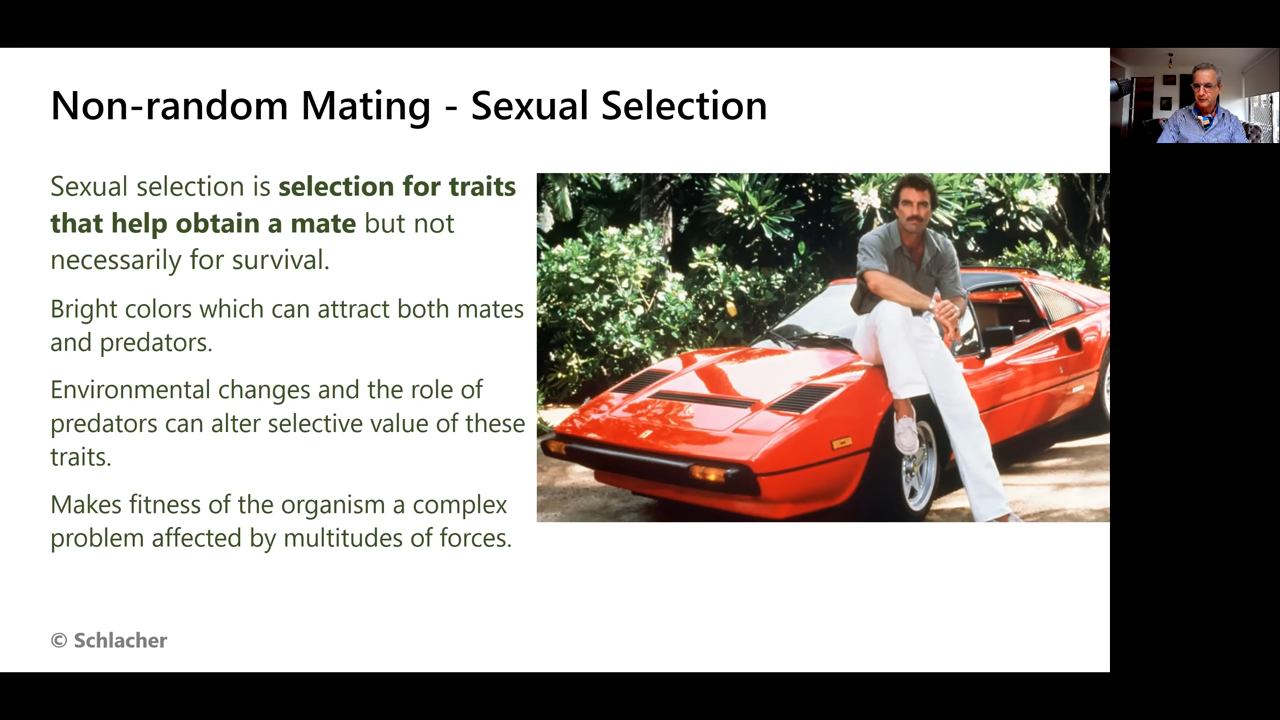 Non-random Mating - Sexual Selection
Sexual selection is selection for traits
that help obtain a mate but not
necessarily for survival.
Bright colors which can attract both mates
and predators.
Environmental changes and the role of
predators can alter selective value of these
traits.
Makes fitness of the organism a complex
problem affected by multitudes of forces.
© Schlacher